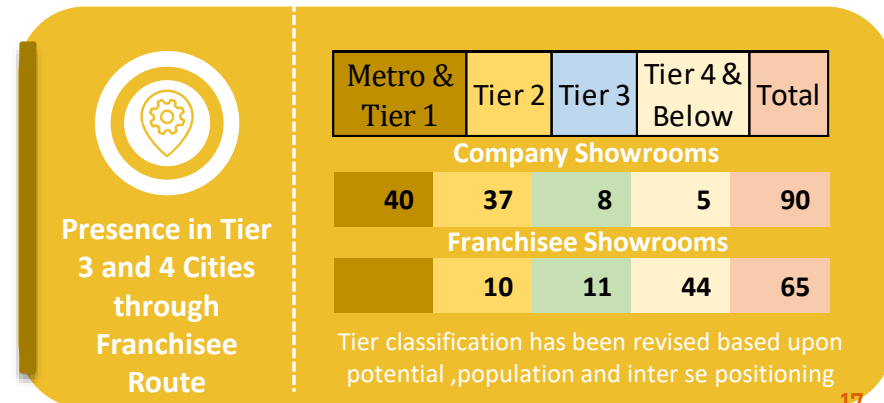 Presence in Tier
3 and 4 Cities
through
Franchisee
Route
Metro & Tier 1 Tier 2 Tier 3 Tier 4 & Below Total
Company Showrooms
40 37 8 5 90
Franchisee Showrooms
10 11 44 65
Tier classification has been revised based upon
potential ,population and inter se positioning
17